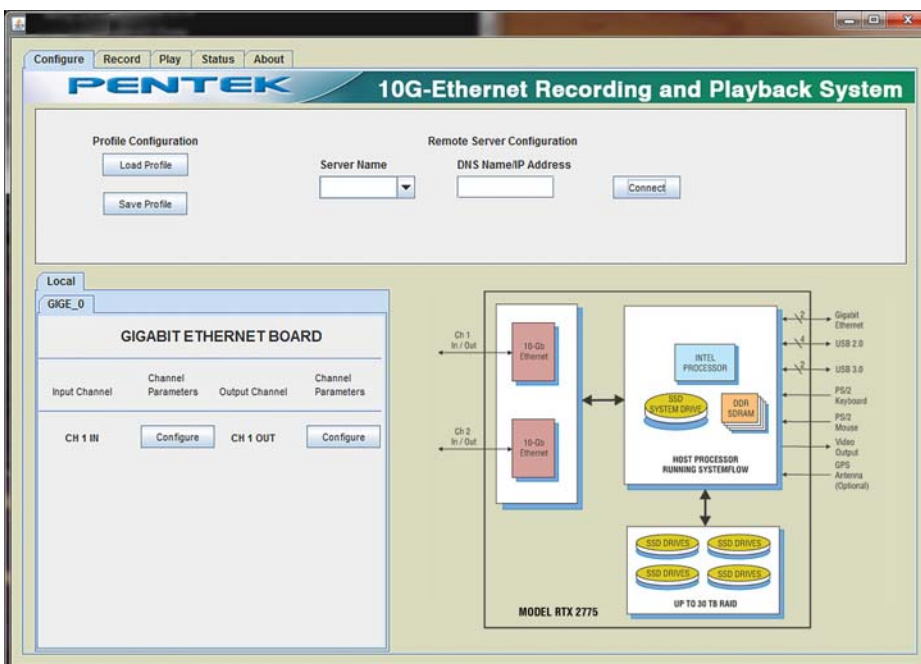 Configure Record Play Status About
PENTEK 10G-Ethernet Recording and Playback System
Profile Configuration
Load Profile
Save Profile
Remote Server Configuration
Server Name DNS Name/IP Address
Connect
Local
GIGE_0
GIGABIT ETHERNET BOARD
Input Channel Channel Parameters Output Channel Channel Parameters
CH 1 IN Configure CH 1 OUT Configure
Ch 1
In / Out
10-Gb
Ethernet
Ch 2
In / Out
10-Gb
Ethernet
INTEL
PROCESSOR
SSD
SYSTEM DRIVE
DDR
SDRAM
HOST PROCESSOR
RUNNING SYSTEMFLOW
2 Gigabit
Ethernet
4 USB 2.0
2 USB 3.0
PS/2
Keyboard
PS/2
Mouse
Video
Output
GPS
Antenna
(Optional)
SSD DRIVES SSD DRIVES
SSD DRIVES SSD DRIVES
UP TO 30 TB RAID
MODEL RTX 2775